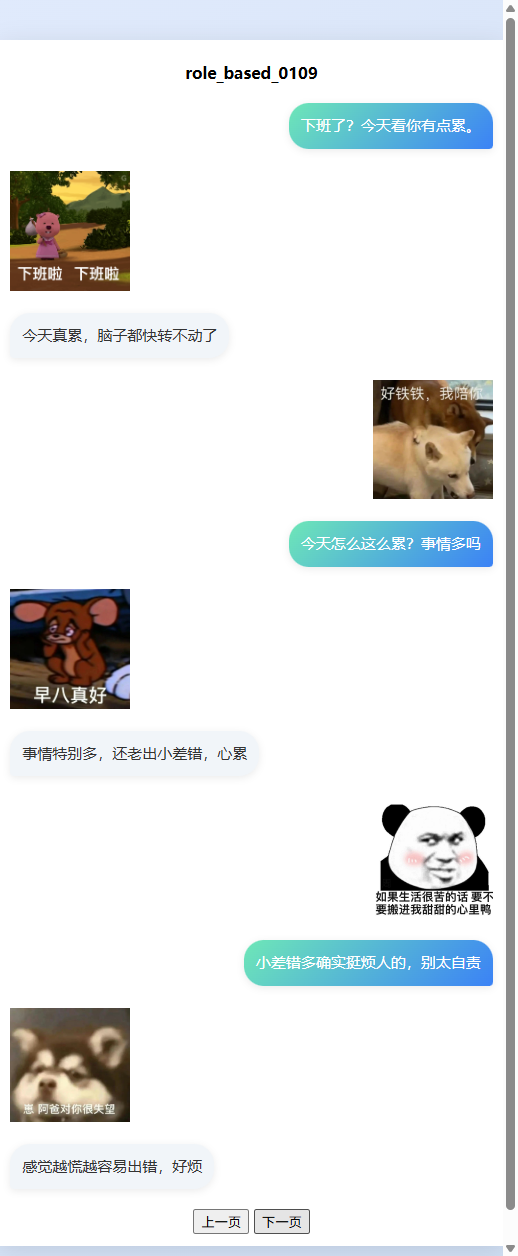 role_based_0109
下班了？今天看你有点累。
下班啦 下班啦
今天真累，脑子都快转不动了
好铁铁，我陪你
今天怎么这么累？事情多吗
早八真好
事情特别多，还老出小差错，心累
如果生活很苦的话 要不
要搬进我甜甜的心里鸭
小差错多确实挺烦人的，别太自责
崽 阿爸对你很失望
感觉越慌越容易出错，好烦
上一页 下一页